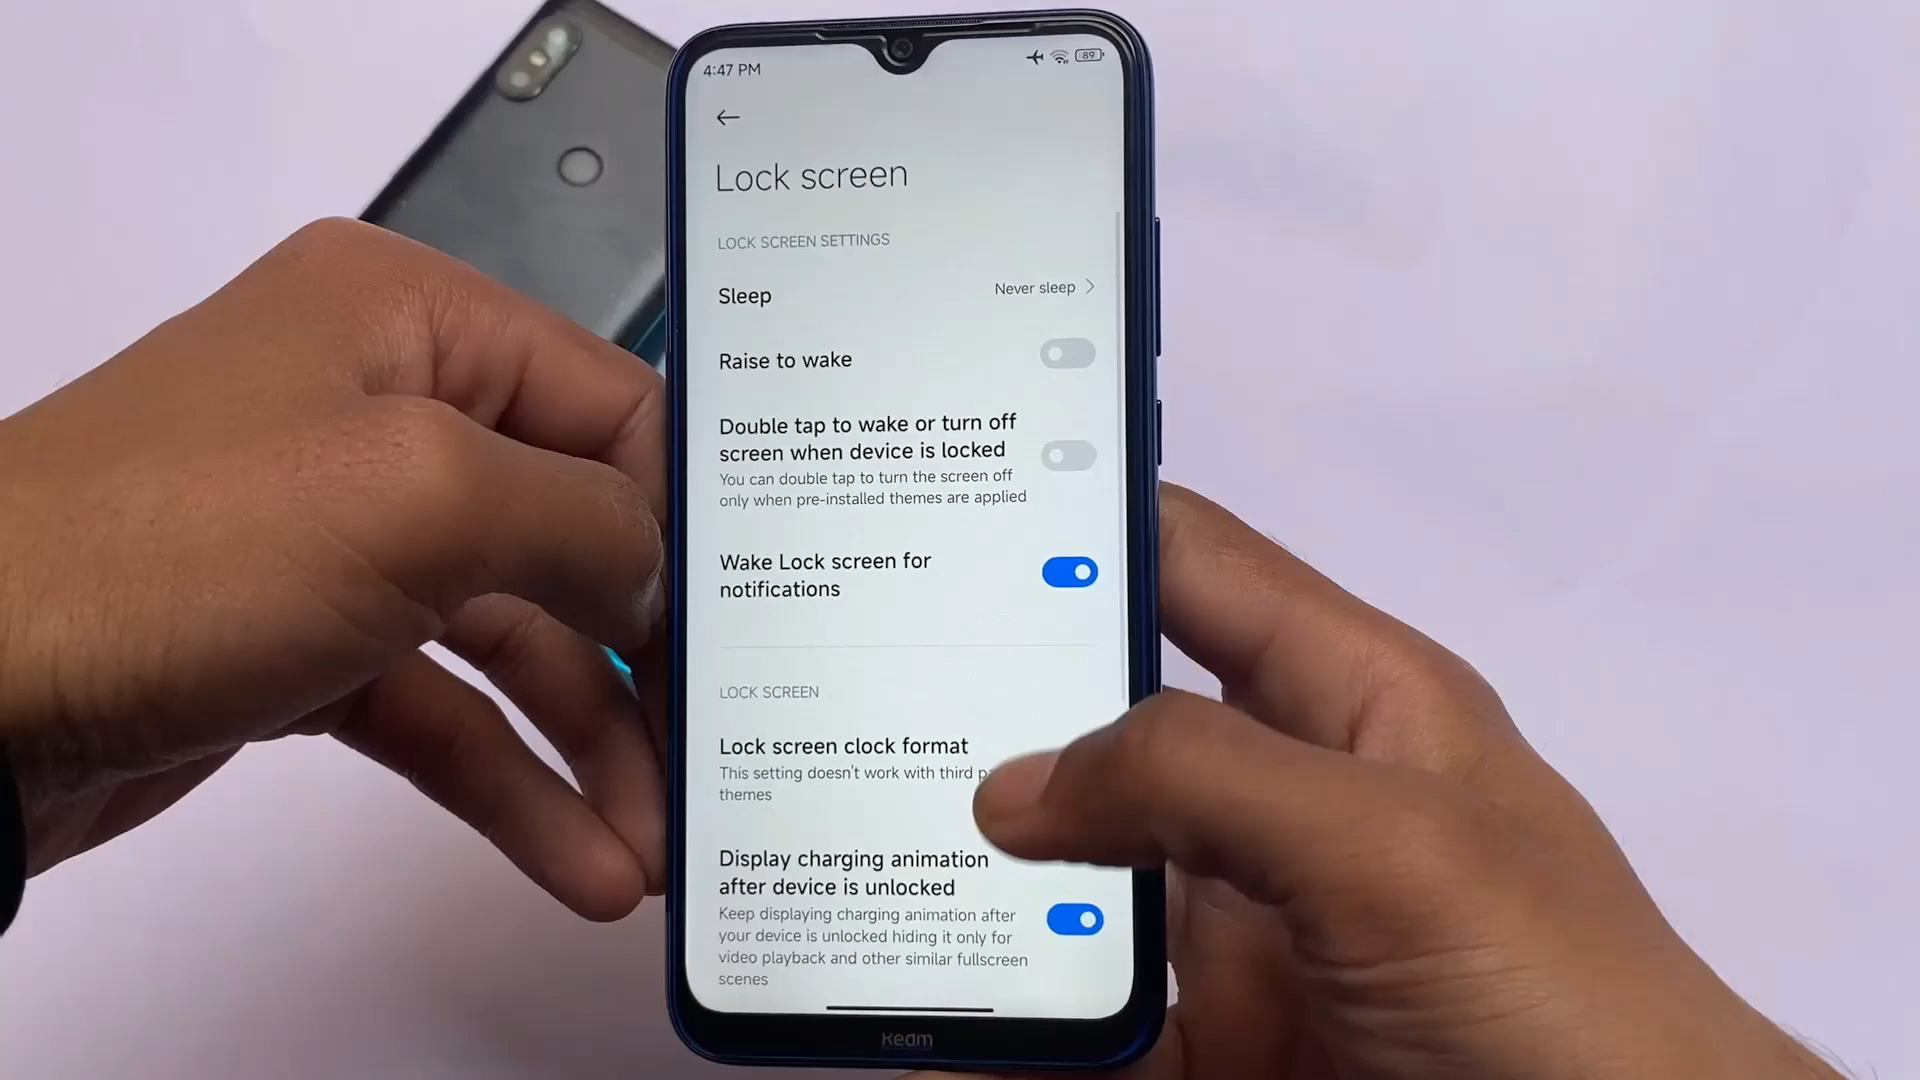 4:47 PM
89
Lock screen
LOCK SCREEN SETTINGS
Sleep
Never sleep
Raise to wake
Double tap to wake or turn off
screen when device is locked
You can double tap to turn the screen off
only when pre-installed themes are applied
Wake Lock screen for
notifications
LOCK SCREEN
Lock screen clock format
This setting doesn't work with third
themes
Display charging animation
after device is unlocked
Keep displaying charging animation after
your device is unlocked hiding it only for
video playback and other similar fullscreen
scenes